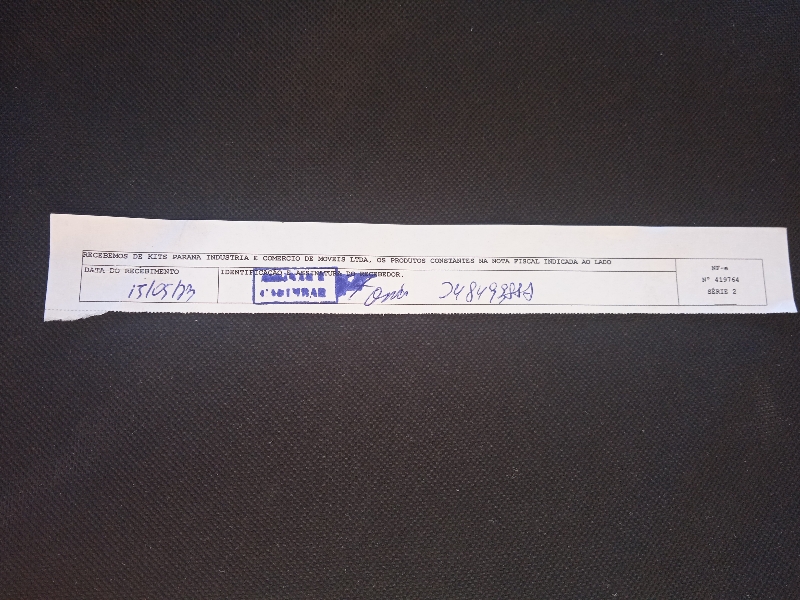 RECEBEMOS DE KITS PARANA INDUSTRIA E COMERCIO DE MOVEIS LTDA, OS PRODUTOS CONSTANTES NA NOTA FISCAL INDICADA AO LADO
DATA DO RECEBIMENTO
15/05/23
IDENTIFICAÇÃO E ASSINATURA DO RECEBEDOR.
NF-e
Nº 419764
SÉRIE 2